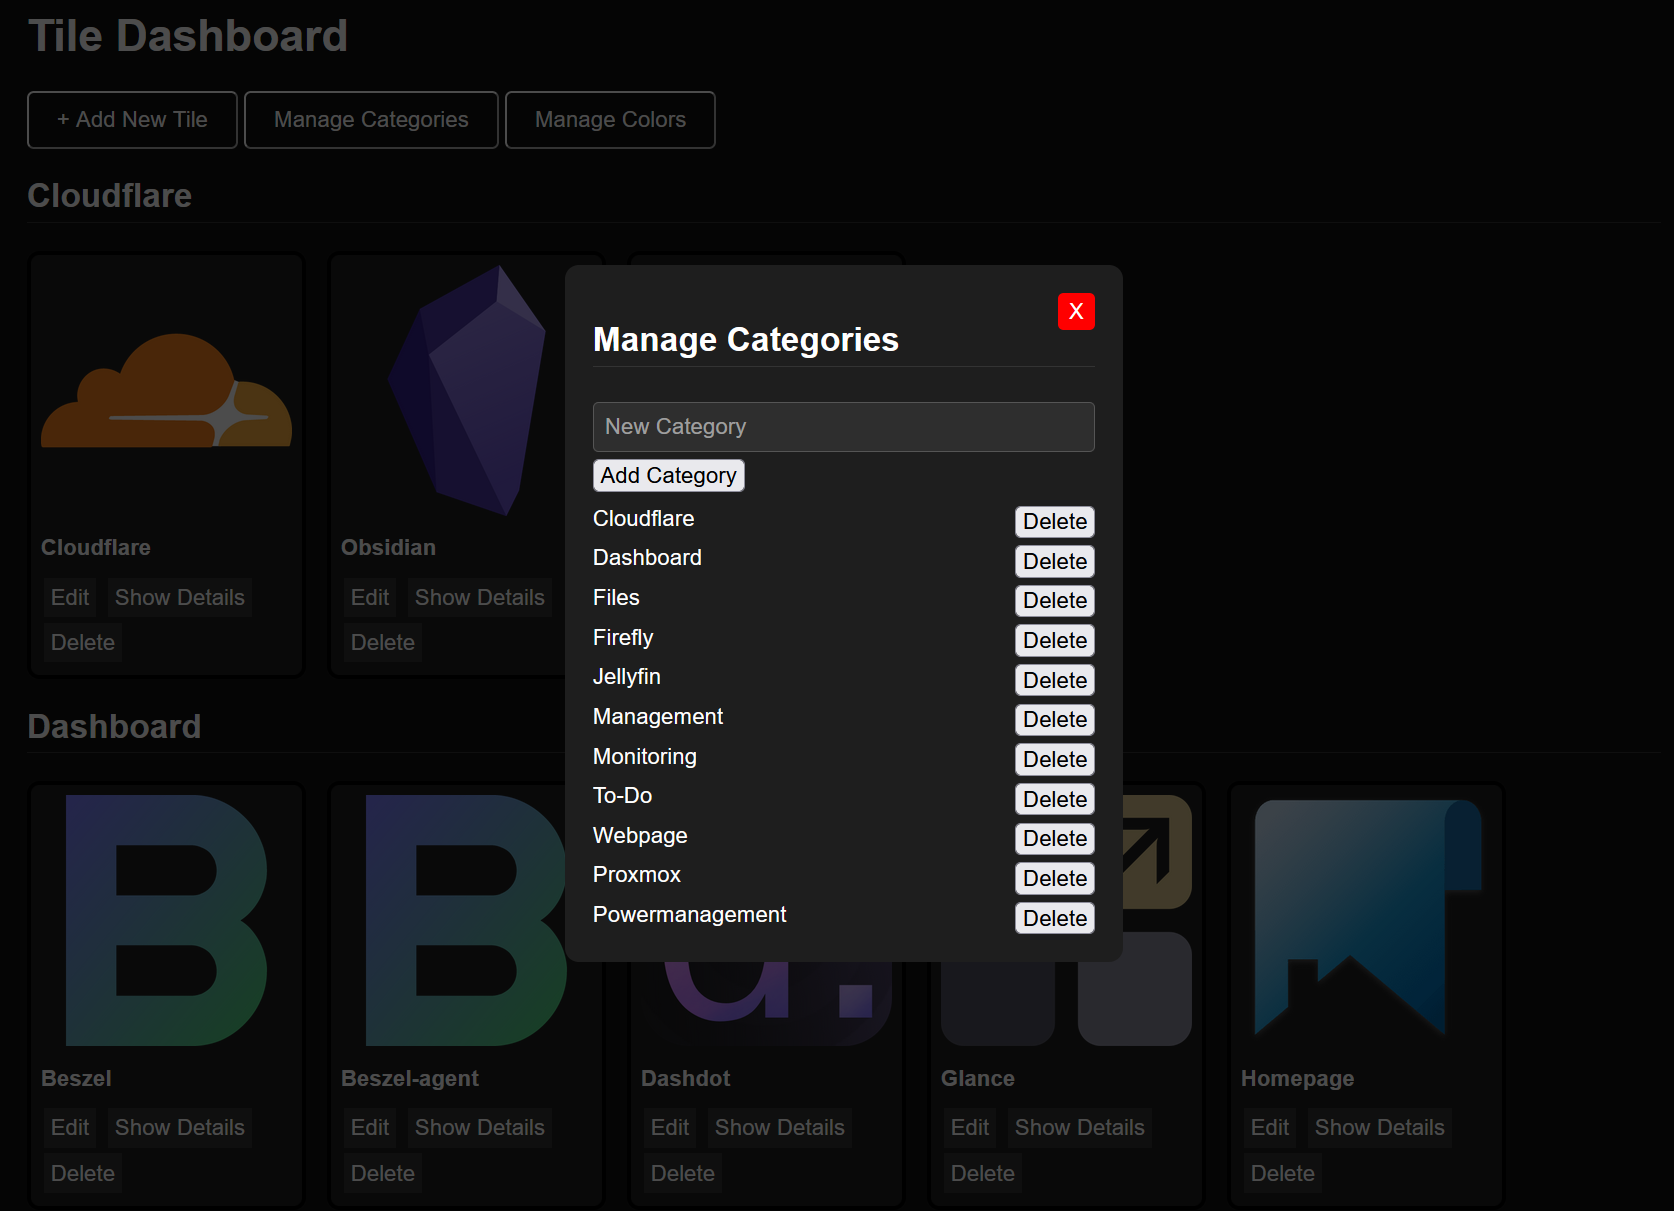 Tile Dashboard
+ Add New Tile
Manage Categories
Manage Colors
Cloudflare
Cloudflare
Edit Show Details
Delete
Obsidian
Edit Show Details
Delete
X
Manage Categories
New Category
Add Category
Cloudflare Delete
Dashboard Delete
Files Delete
Firefly Delete
Jellyfin Delete
Management Delete
Monitoring Delete
To-Do Delete
Webpage Delete
Proxmox Delete
Powermanagement Delete
Dashboard
Beszel
Edit Show Details
Delete
Beszel-agent
Edit Show Details
Delete
Dashdot
Edit Show Details
Delete
Glance
Edit Show Details
Delete
Homepage
Edit Show Details
Delete